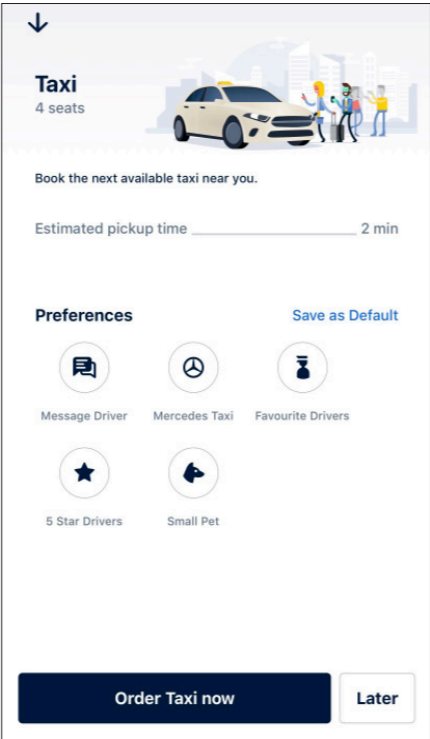 Taxi
4 seats
Book the next available taxi near you.
Estimated pickup time 2 min
Preferences Save as Default
Message Driver Mercedes Taxi Favourite Drivers
5 Star Drivers Small Pet
Order Taxi now Later